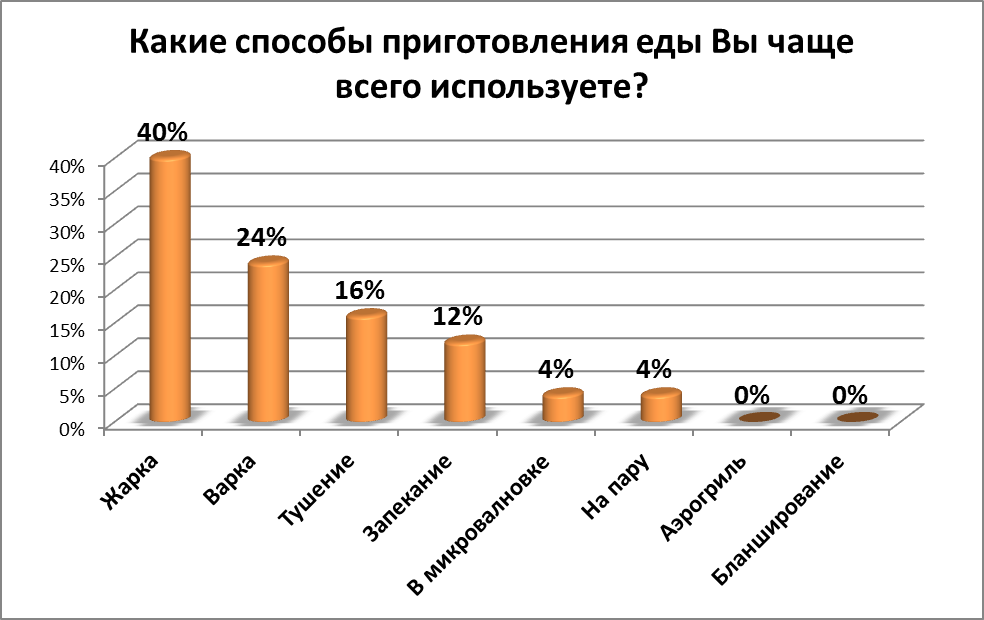 Какие способы приготовления еды Вы чаще
всего используете?
40%
24%
16%
12%
4%
4%
0%
0%
40%
35%
30%
25%
20%
15%
10%
5%
0%
Жарка
Варка
Тушение
Запекание
В микровалновке
На пару
Аэрогриль
Бланширование